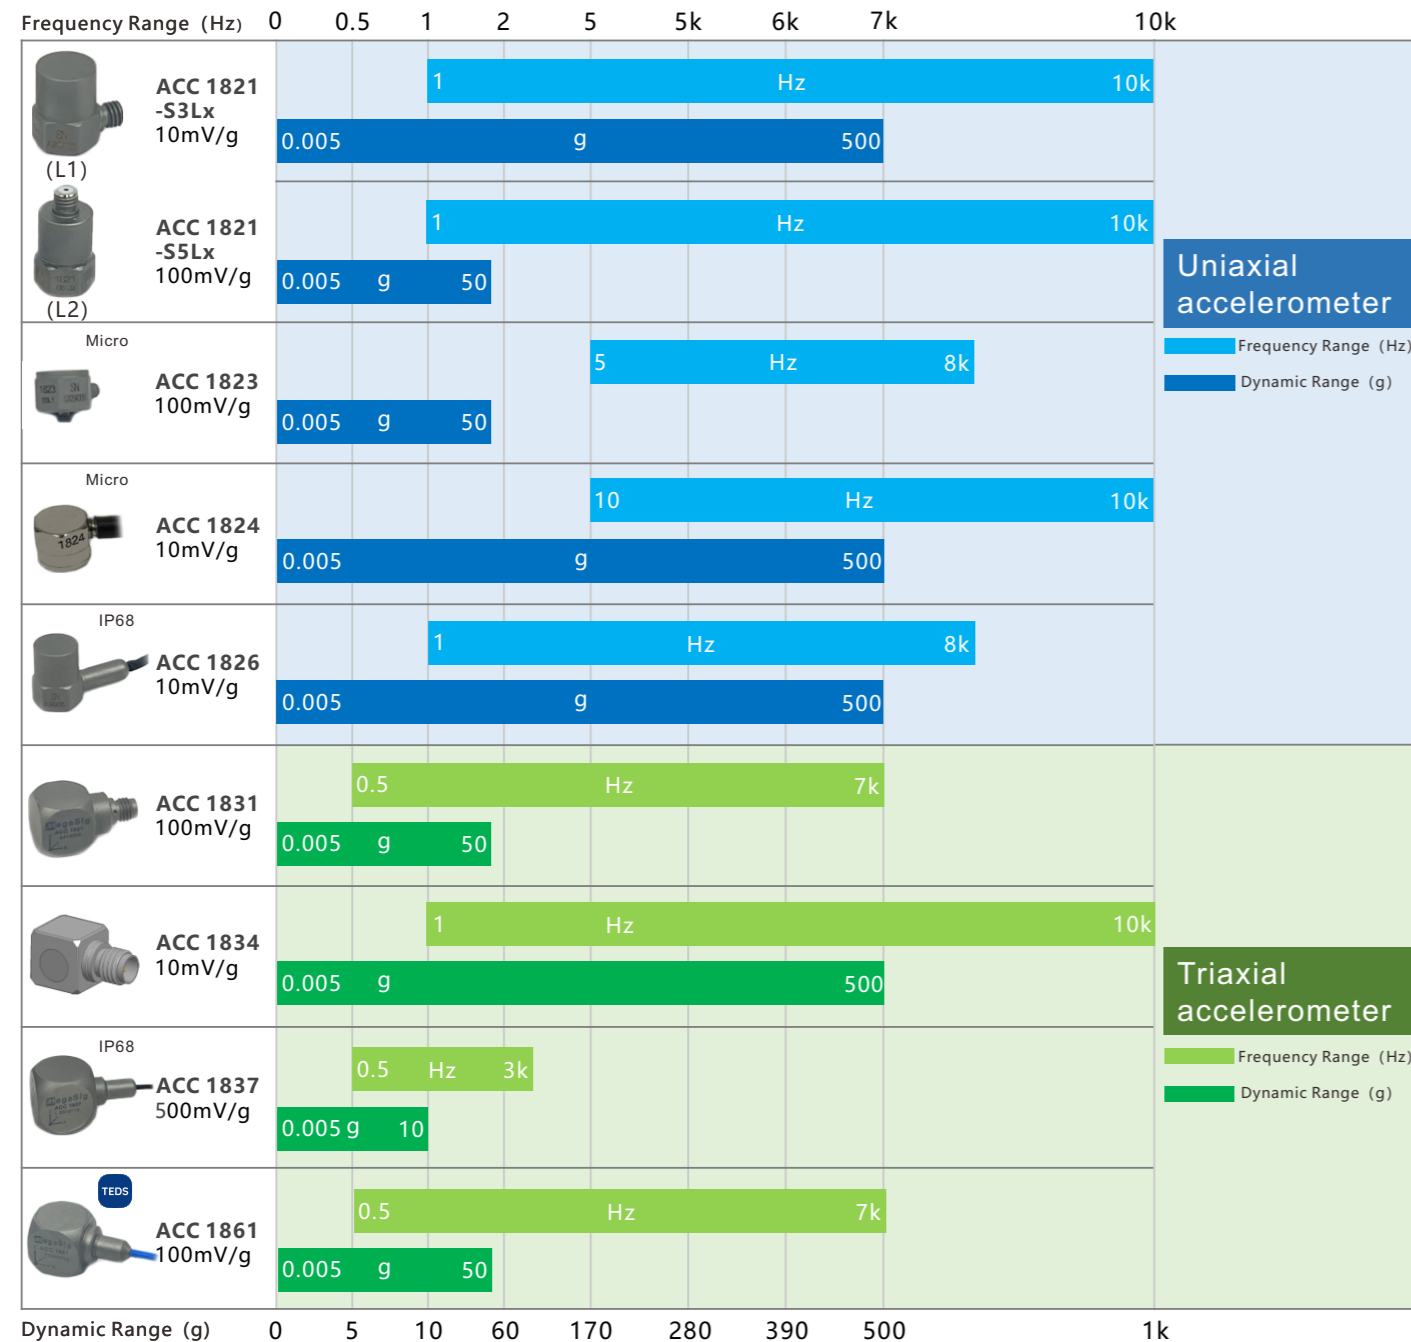 Frequency Range (Hz) 0 0.5 1 2 5 5k 6k 7k 10k
ACC 1821
-S3Lx
10mV/g
(L1)
1 Hz 10k
0.005 g 500
ACC 1821
-S5Lx
100mV/g
(L2)
1 Hz 10k
0.005 g 50
Uniaxial
accelerometer
Frequency Range (Hz)
Dynamic Range (g)
Micro
1823 SN
ACC 1823
100mV/g
5 Hz 8k
0.005 g 50
Micro
1824
ACC 1824
10mV/g
10 Hz 10k
0.005 g 500
IP68
ACC 1826
10mV/g
1 Hz 8k
0.005 g 500
ACC 1831
100mV/g
0.5 Hz 7k
0.005 g 50
ACC 1834
10mV/g
1 Hz 10k
0.005 g 500
Triaxial
accelerometer
Frequency Range (Hz)
Dynamic Range (g)
IP68
ACC 1837
500mV/g
0.5 Hz 3k
0.005 g 10
TEDS
ACC 1861
100mV/g
0.5 Hz 7k
0.005 g 50
Dynamic Range (g) 0 5 10 60 170 280 390 500 1k